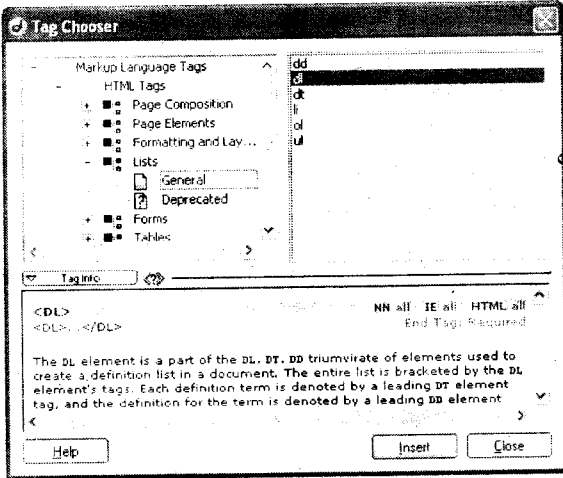 Tag Chooser
Markup Language Tags
HTML Tags
Page Composition
Page Elements
Formatting and Lay...
Lists
General
Deprecated
Forms
Tables
dd
dl
dt
li
ol
ul
Tag Info
<DL>
NN all IE all HTML all
<DL>...</DL>
End Tag: Required
The DL element is a part of the DL, DT, DD triumvirate of elements used to
create a definition list in a document. The entire list is bracketed by the DL
element's tags. Each definition term is denoted by a leading DT element
tag, and the definition for the term is denoted by a leading DD element
Help
Insert
Close